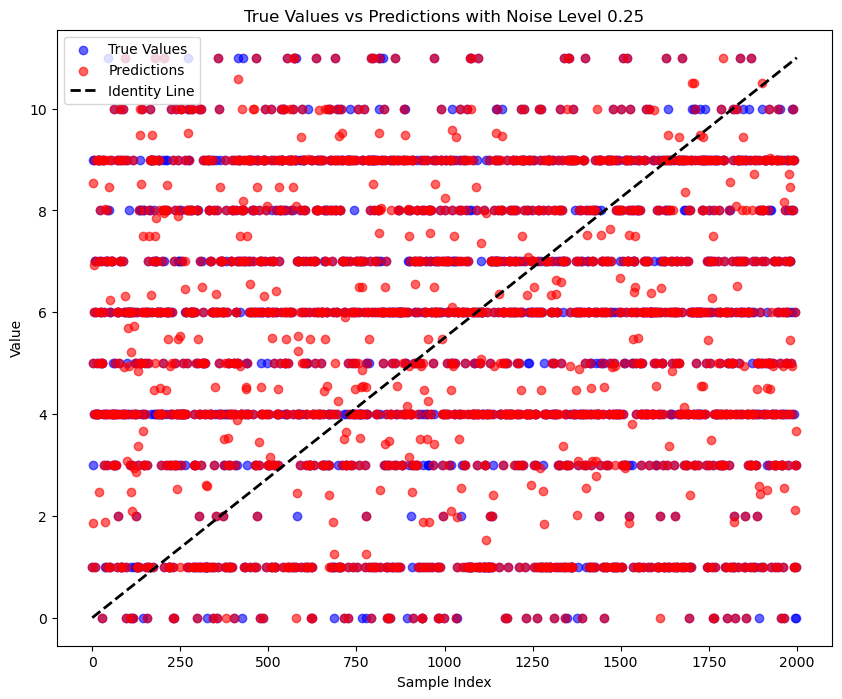 True Values vs Predictions with Noise Level 0.25
True Values
Predictions
Identity Line
Value
10
8
6
4
2
0
0
250
500
750
1000
1250
1500
1750
2000
Sample Index